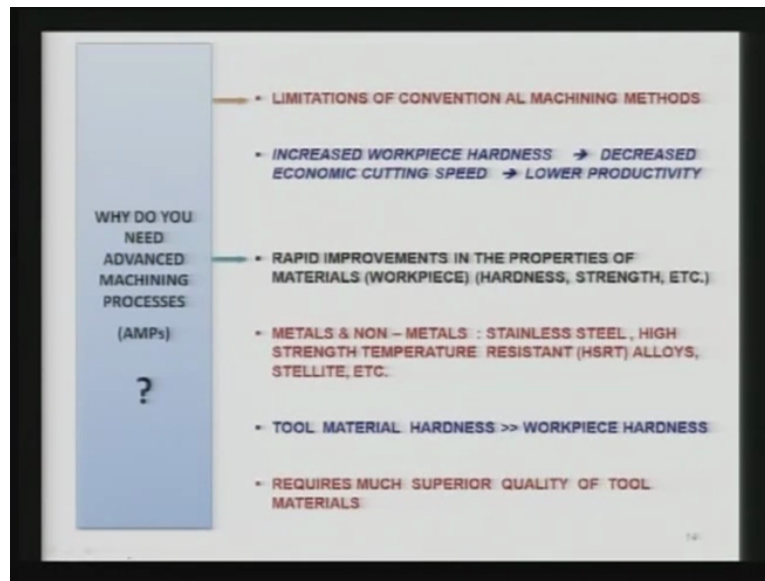 WHY DO YOU
NEED
ADVANCED
MACHINING
PROCESSES
(AMPs)
?
• LIMITATIONS OF CONVENTION AL MACHINING METHODS
• INCREASED WORKPIECE HARDNESS → DECREASED
ECONOMIC CUTTING SPEED → LOWER PRODUCTIVITY
• RAPID IMPROVEMENTS IN THE PROPERTIES OF
MATERIALS (WORKPIECE) (HARDNESS, STRENGTH, ETC.)
• METALS & NON – METALS : STAINLESS STEEL , HIGH
STRENGTH TEMPERATURE RESISTANT (HSRT) ALLOYS,
STELLITE, ETC.
• TOOL MATERIAL HARDNESS >> WORKPIECE HARDNESS
• REQUIRES MUCH SUPERIOR QUALITY OF TOOL
MATERIALS